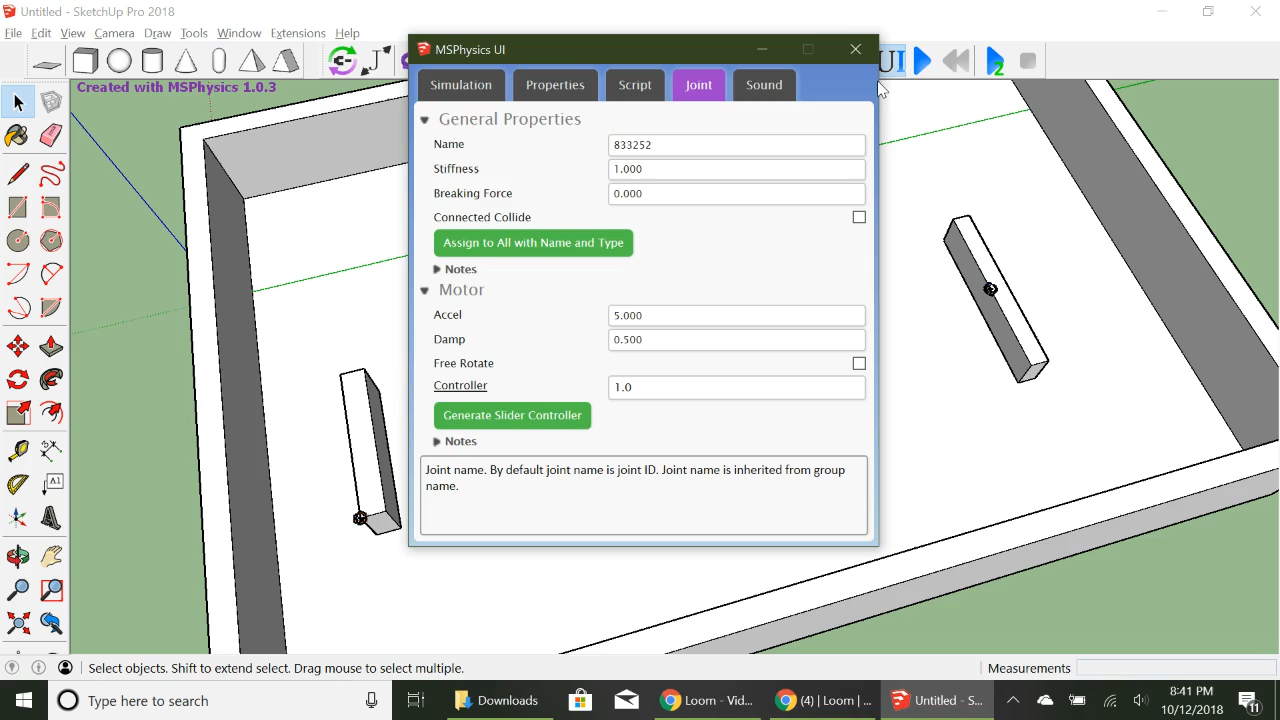 Untitled - SketchUp Pro 2018
File Edit View Camera Draw Tools Window Extensions Help
MSPhysics UI
UI
2
Created with MSPhysics 1.0.3
Simulation Properties Script Joint Sound
General Properties
Name 833252
Stiffness 1.000
Breaking Force 0.000
Connected Collide
Assign to All with Name and Type
Notes
Motor
Accel 5.000
Damp 0.500
Free Rotate
Controller 1.0
Generate Slider Controller
Notes
Joint name. By default joint name is joint ID. Joint name is inherited from group
name.
A1
Select objects. Shift to extend select. Drag mouse to select multiple.
Measurements
Type here to search
Downloads
Loom - Vid...
(4) | Loom | ...
Untitled - S...
8:41 PM
10/12/2018
11